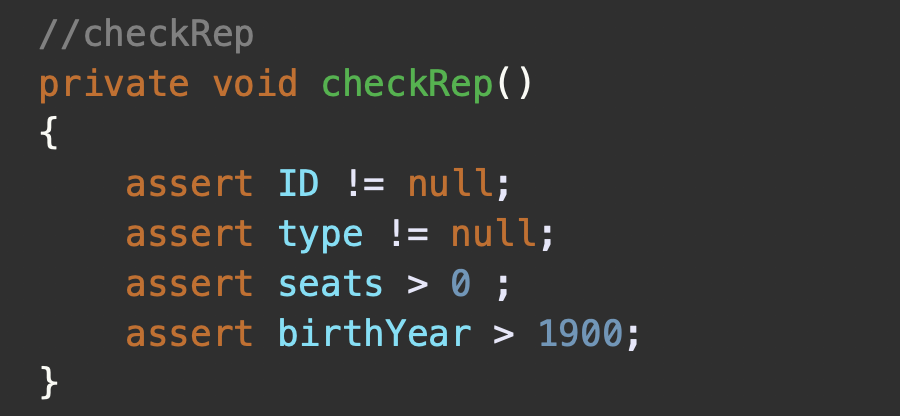 //checkRep
private void checkRep()
{
    assert ID != null;
    assert type != null;
    assert seats > 0 ;
    assert birthYear > 1900;
}